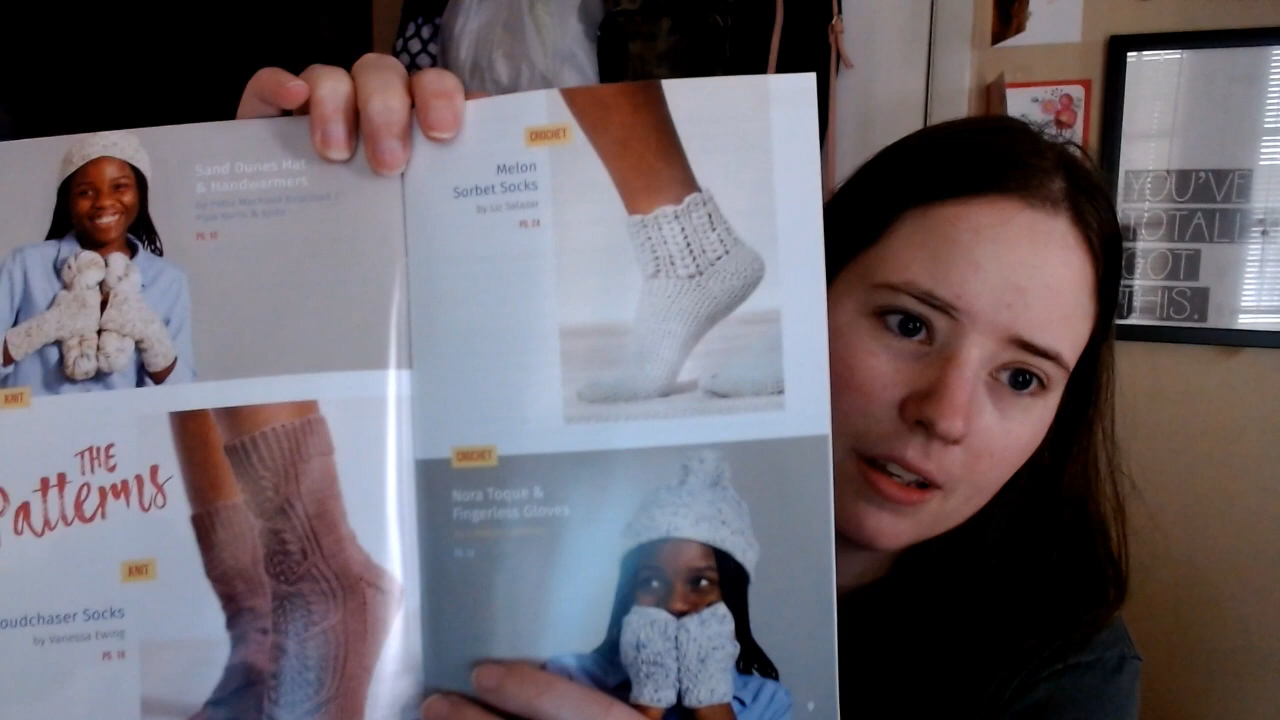 Sand Dunes Hat
& Handwarmers
PG. 10
KNIT
THE
Patterns
KNIT
oudchaser Socks
by Vanessa Ewing
PG. 18
CROCHET
Melon
Sorbet Socks
by Liz Salazar
PG. 24
CROCHET
Nora Toque &
Fingerless Gloves
YOU'VE
TOTALL
GOT
THIS.